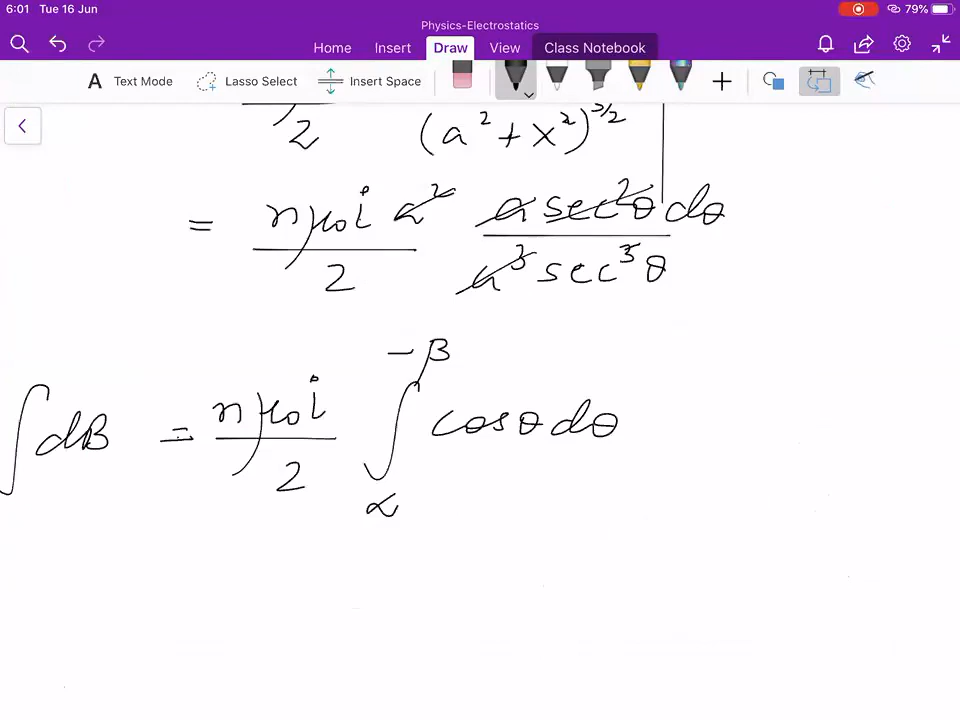 6:01 Tue 16 Jun 79%
Physics-Electrostatics
Home Insert Draw View Class Notebook
A Text Mode Lasso Select Insert Space
2 (a² + x²)^3/2
= nμ₀i a² a sec²θ dθ
2 a³ sec³θ
-β
∫dB = nμ₀i ∫ cosθ dθ
2
α